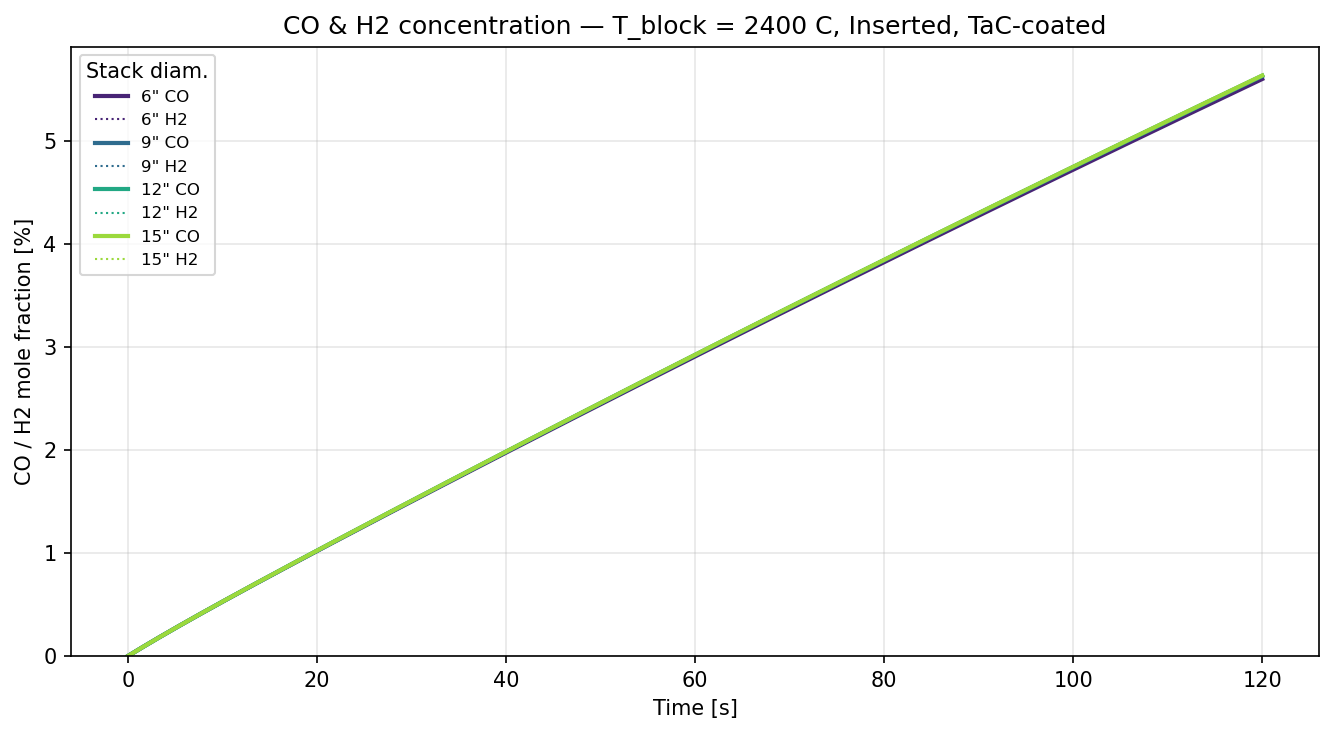 CO & H2 concentration — T_block = 2400 C, Inserted, TaC-coated
Stack diam.
6" CO
6" H2
9" CO
9" H2
12" CO
12" H2
15" CO
15" H2
CO / H2 mole fraction [%]
5
4
3
2
1
0
0 20 40 60 80 100 120
Time [s]